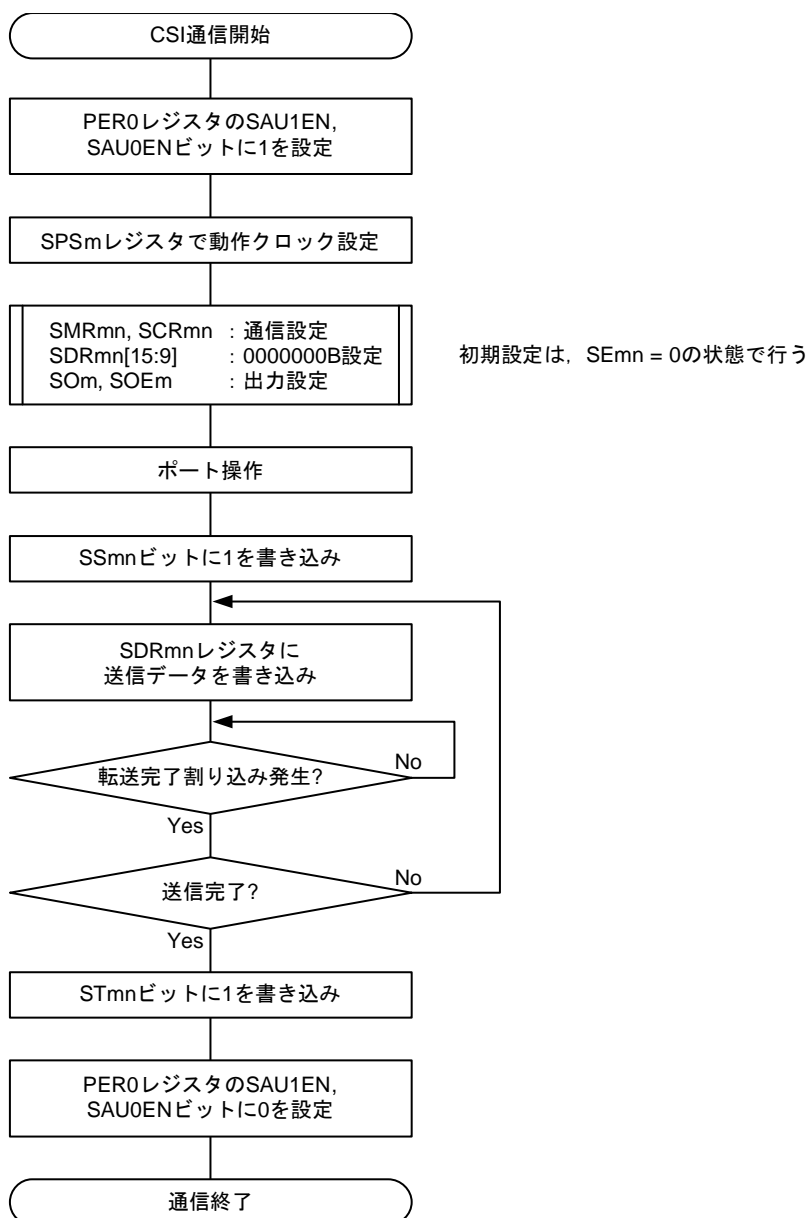 CSI通信開始
PER0レジスタのSAU1EN,
SAU0ENビットに1を設定
SPSmレジスタで動作クロック設定
SMRmn, SCRmn : 通信設定
SDRmn[15:9] : 0000000B設定
SOm, SOEm : 出力設定
初期設定は, SEmn = 0の状態で行う
ポート操作
SSmnビットに1を書き込み
SDRmnレジスタに
送信データを書き込み
転送完了割り込み発生?
No
Yes
送信完了?
No
Yes
STmnビットに1を書き込み
PER0レジスタのSAU1EN,
SAU0ENビットに0を設定
通信終了